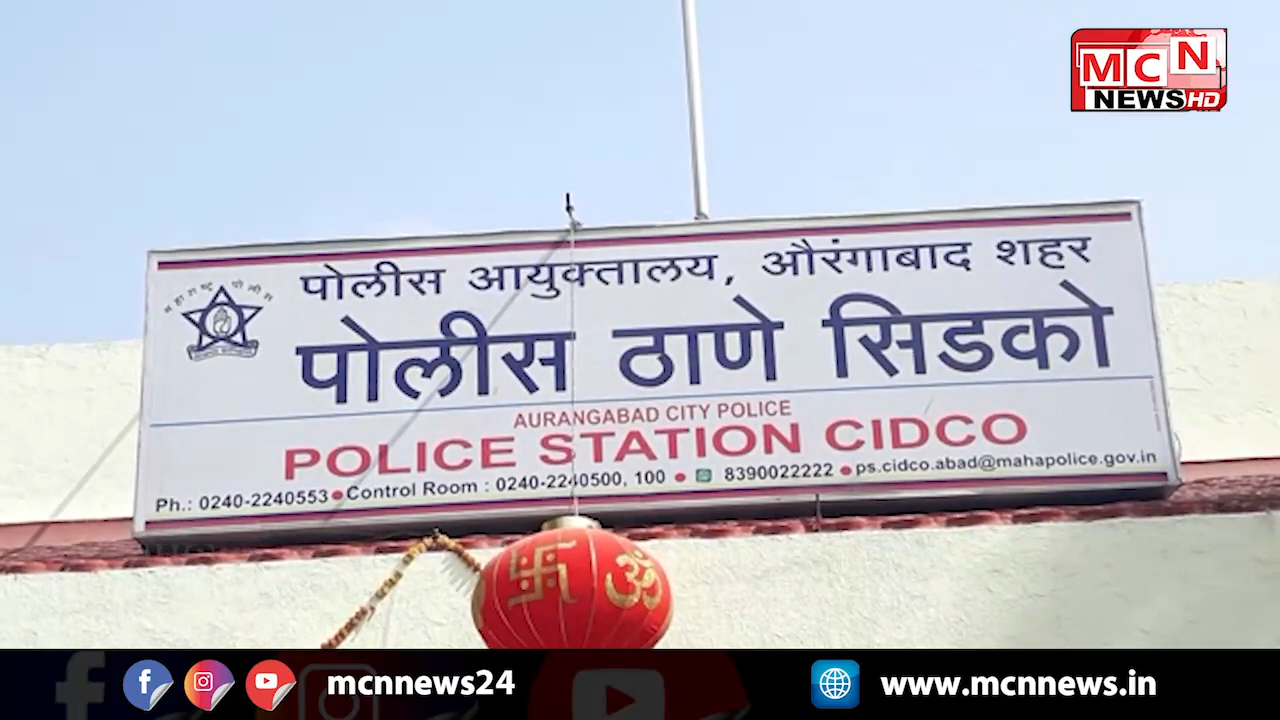 MCN
NEWS HD
महाराष्ट्र पोलीस
पोलीस आयुक्तालय, औरंगाबाद शहर
पोलीस ठाणे सिडको
AURANGABAD CITY POLICE
POLICE STATION CIDCO
Ph.: 0240-2240553 ● Control Room : 0240-2240500, 100 ● 8390022222 ● ps.cidco.abad@mahapolice.gov.in
ॐ
mcnnews24
www.mcnnews.in